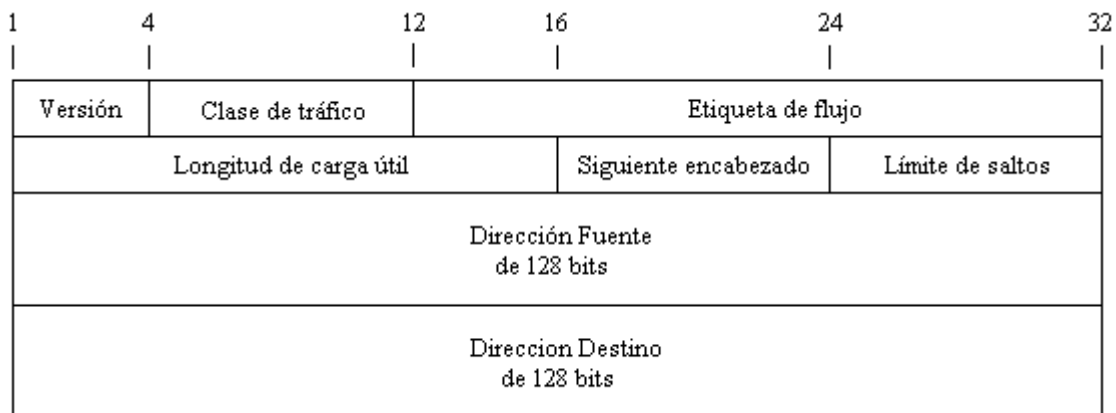 1 4 12 16 24 32
Versión Clase de tráfico Etiqueta de flujo
Longitud de carga útil Siguiente encabezado Límite de saltos
Dirección Fuente
de 128 bits
Direccion Destino
de 128 bits